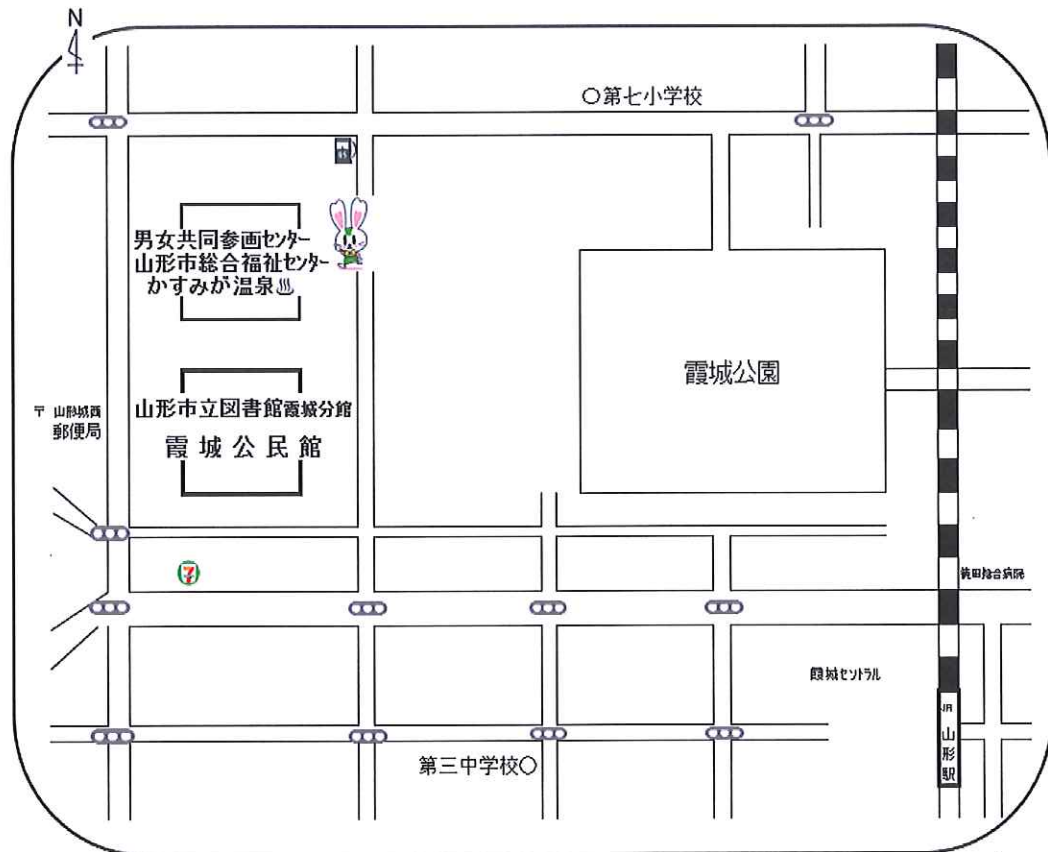 N
○第七小学校
GS
男女共同参画センター
山形市総合福祉センター
かすみが温泉♨
霞城公園
山形市立図書館霞城分館
霞城公民館
〒 山形城西
郵便局
7
篠田総合病院
霞城セントラル
JR
山形駅
第三中学校○